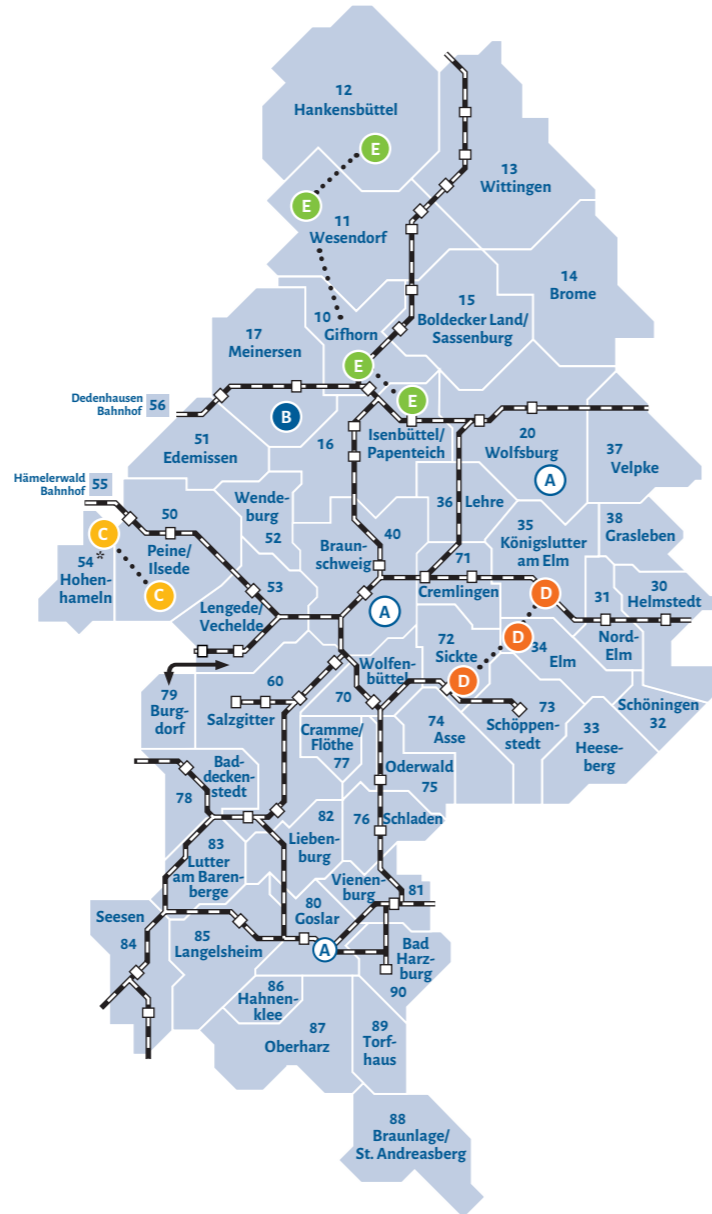 12
Hankensbüttel
E
13
Wittingen
E
11
Wesendorf
14
Brome
10
Gifhorn
15
Boldecker Land/
Sassenburg
17
Meinersen
E
Dedenhausen
Bahnhof
56
B
E
51
Edemissen
16
Isenbüttel/
Papenteich
20
Wolfsburg
A
37
Velpke
Hämelerwald
Bahnhof
55
50
Peine/
Ilsede
Wende-
burg
52
36
Lehre
35
Königslutter
am Elm
38
Grasleben
C
54*
Hohen-
hameln
C
40
Braun-
schweig
A
71
Cremlingen
D
31
Nord-
Elm
30
Helmstedt
53
Lengede/
Vechelde
72
Sickte
D
34
Elm
D
Wolfen-
büttel
70
60
Salzgitter
79
Burg-
dorf
Cramme/
Flöthe
77
74
Asse
73
Schöppen-
stedt
33
Heese-
berg
Schöningen
32
Bad-
deckenstedt
78
Oderwald
75
76
Schladen
82
Lieben-
burg
83
Lutter
am Baren-
berge
Vienen-
burg
81
80
Goslar
A
Seesen
84
85
Langelsheim
Bad
Harz-
burg
90
86
Hahnen-
klee
87
Oberharz
89
Torf-
haus
88
Braunlage/
St. Andreasberg